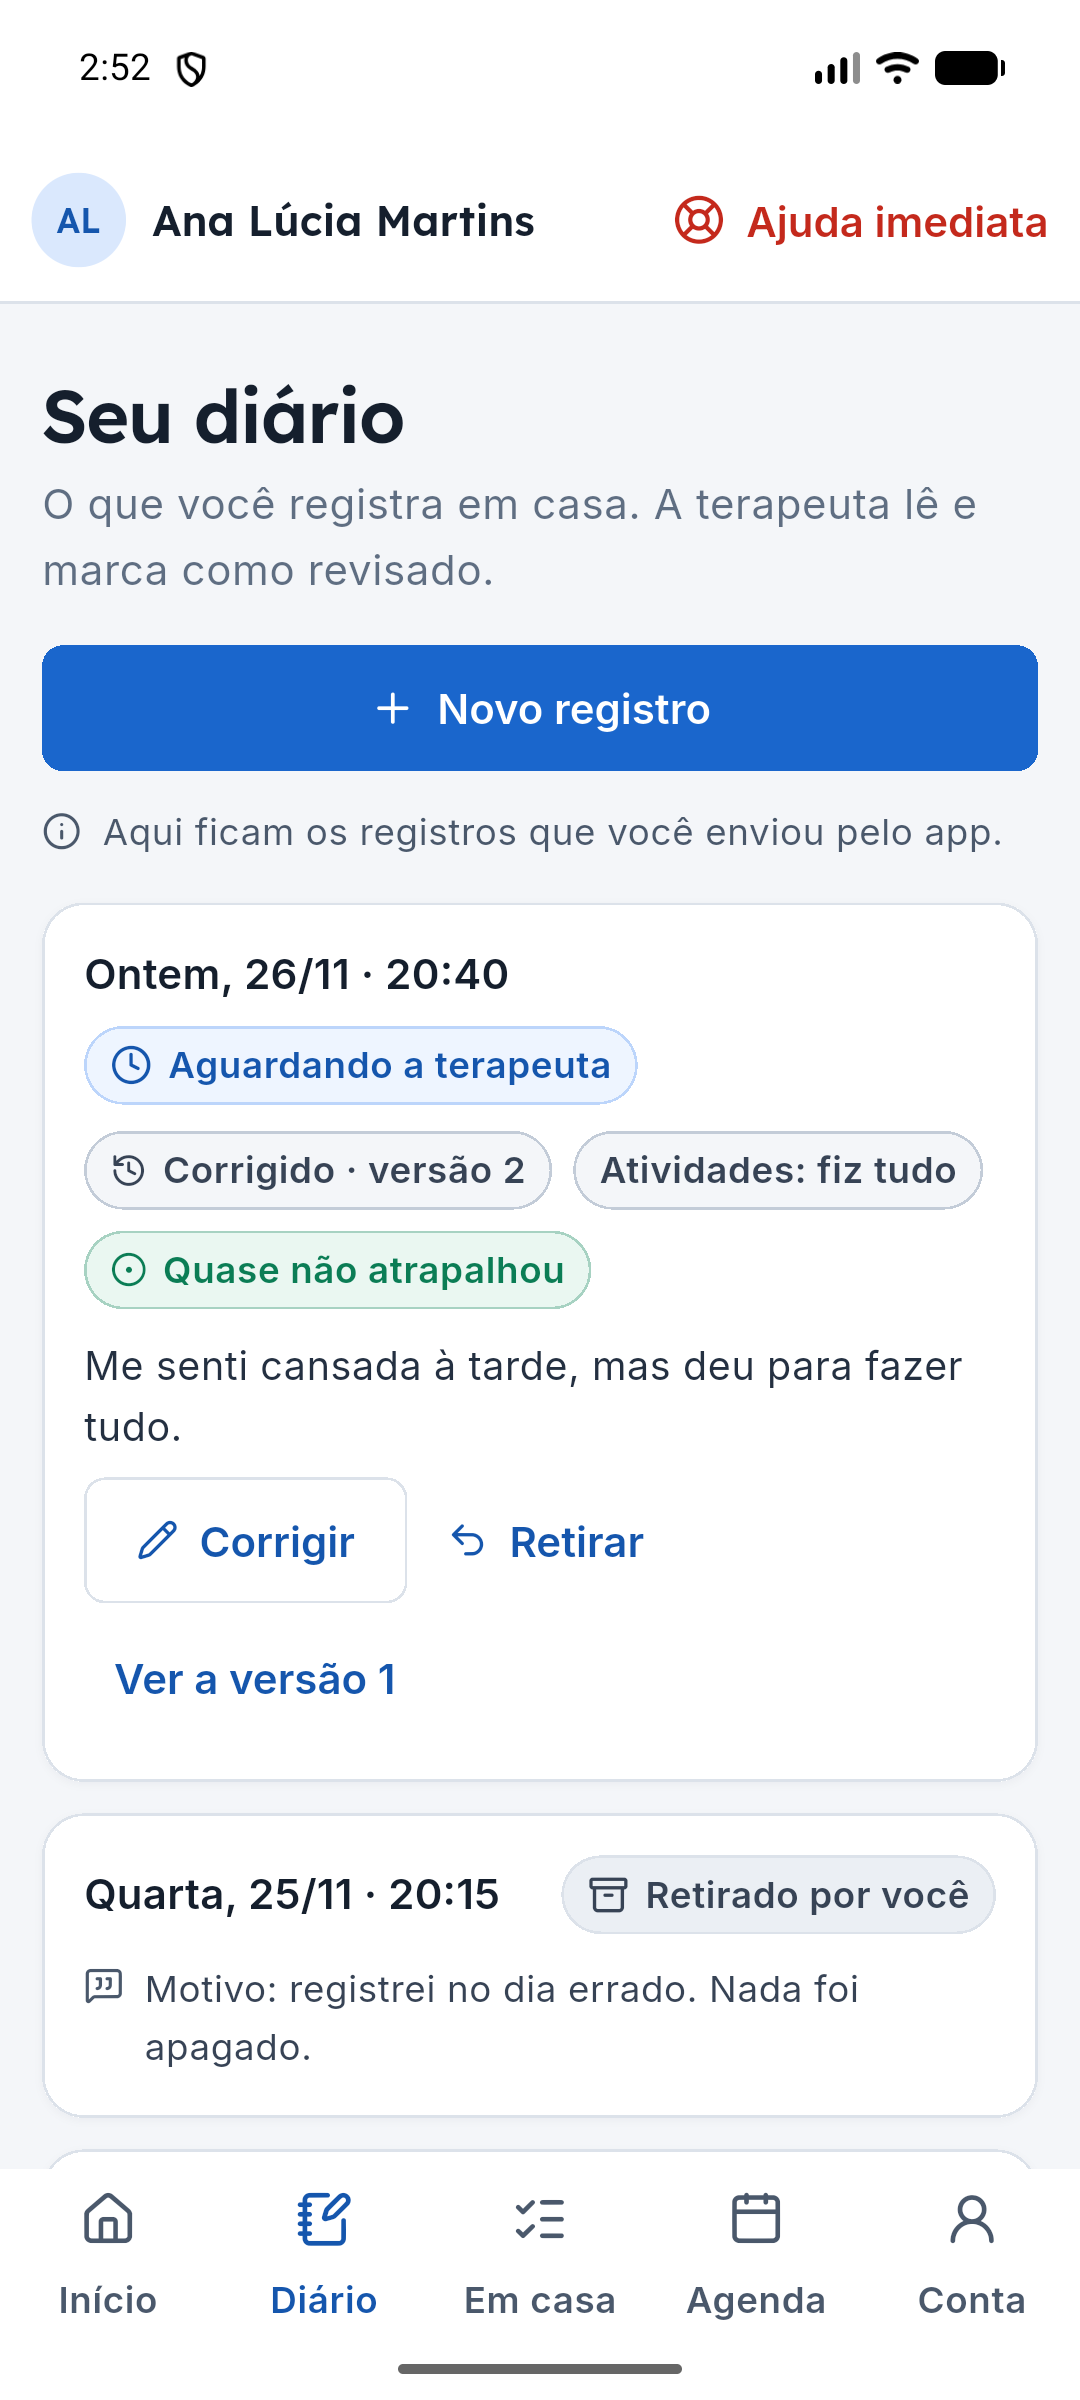 2:52
AL
Ana Lúcia Martins
Ajuda imediata
Seu diário
O que você registra em casa. A terapeuta lê e
marca como revisado.
Novo registro
Aqui ficam os registros que você enviou pelo app.
Ontem, 26/11 · 20:40
Aguardando a terapeuta
Corrigido · versão 2
Atividades: fiz tudo
Quase não atrapalhou
Me senti cansada à tarde, mas deu para fazer
tudo.
Corrigir
Retirar
Ver a versão 1
Quarta, 25/11 · 20:15
Retirado por você
Motivo: registrei no dia errado. Nada foi
apagado.
Início
Diário
Em casa
Agenda
Conta